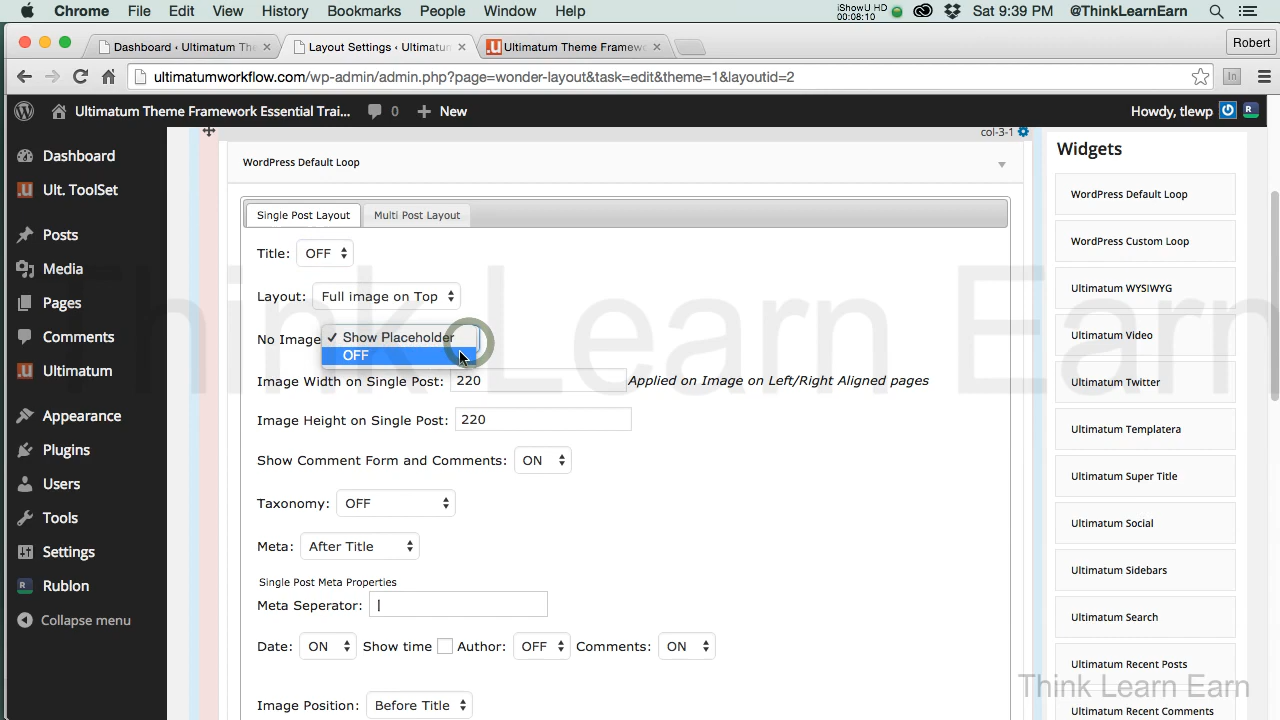 Chrome File Edit View History Bookmarks People Window Help iShowU HD 00:08:10 Sat 9:39 PM @ThinkLearnEarn
Dashboard ‹ Ultimatum The Layout Settings ‹ Ultimatu Ultimatum Theme Framew Robert
ultimatumworkflow.com/wp-admin/admin.php?page=wonder-layout&task=edit&theme=1&layoutid=2
Ultimatum Theme Framework Essential Trai... 0 New Howdy, tlewp
col-3-1
Dashboard
Ult. ToolSet
Posts
Media
Pages
Comments
Ultimatum
Appearance
Plugins
Users
Tools
Settings
Rublon
Collapse menu
WordPress Default Loop
Single Post Layout Multi Post Layout
Title: OFF
Layout: Full image on Top
No Image ✓ Show Placeholder
OFF
Image Width on Single Post: 220 Applied on Image on Left/Right Aligned pages
Image Height on Single Post: 220
Show Comment Form and Comments: ON
Taxonomy: OFF
Meta: After Title
Single Post Meta Properties
Meta Seperator: |
Date: ON Show time Author: OFF Comments: ON
Image Position: Before Title
Widgets
WordPress Default Loop
WordPress Custom Loop
Ultimatum WYSIWYG
Ultimatum Video
Ultimatum Twitter
Ultimatum Templatera
Ultimatum Super Title
Ultimatum Social
Ultimatum Sidebars
Ultimatum Search
Ultimatum Recent Posts
Ultimatum Recent Comments
Think Learn Earn
Think Learn Earn